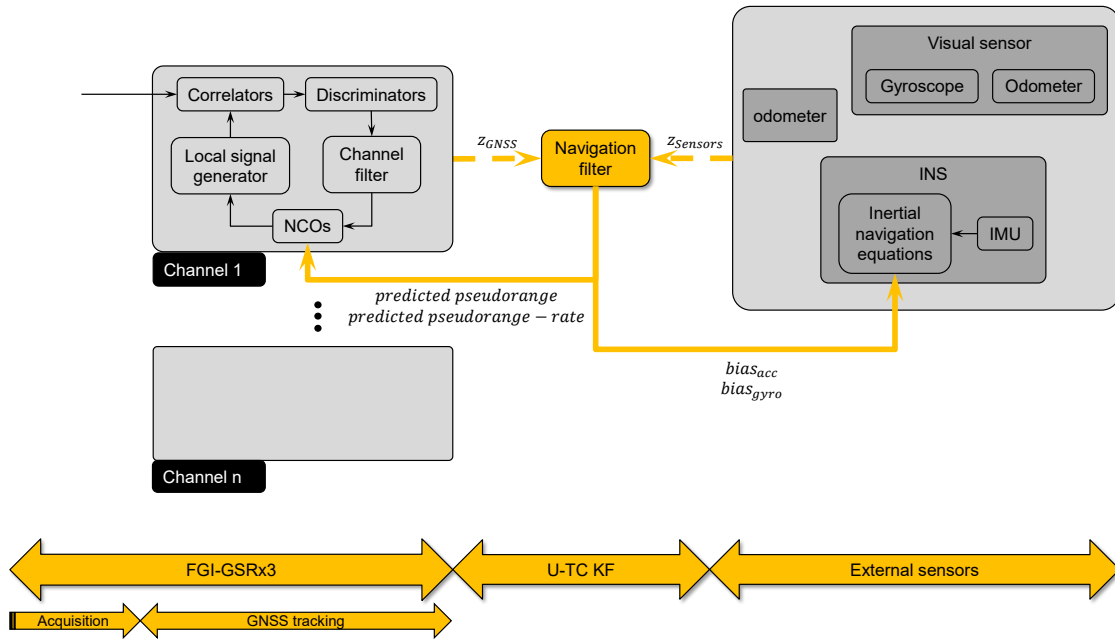 Visual sensor
Correlators
Discriminators
Gyroscope
Odometer
odometer
Local signal
generator
Channel
filter
z_GNSS
Navigation
filter
z_Sensors
INS
NCOs
Inertial
navigation
equations
IMU
Channel 1
predicted pseudorange
predicted pseudorange − rate
bias_acc
bias_gyro
Channel n
FGI-GSRx3
U-TC KF
External sensors
Acquisition
GNSS tracking